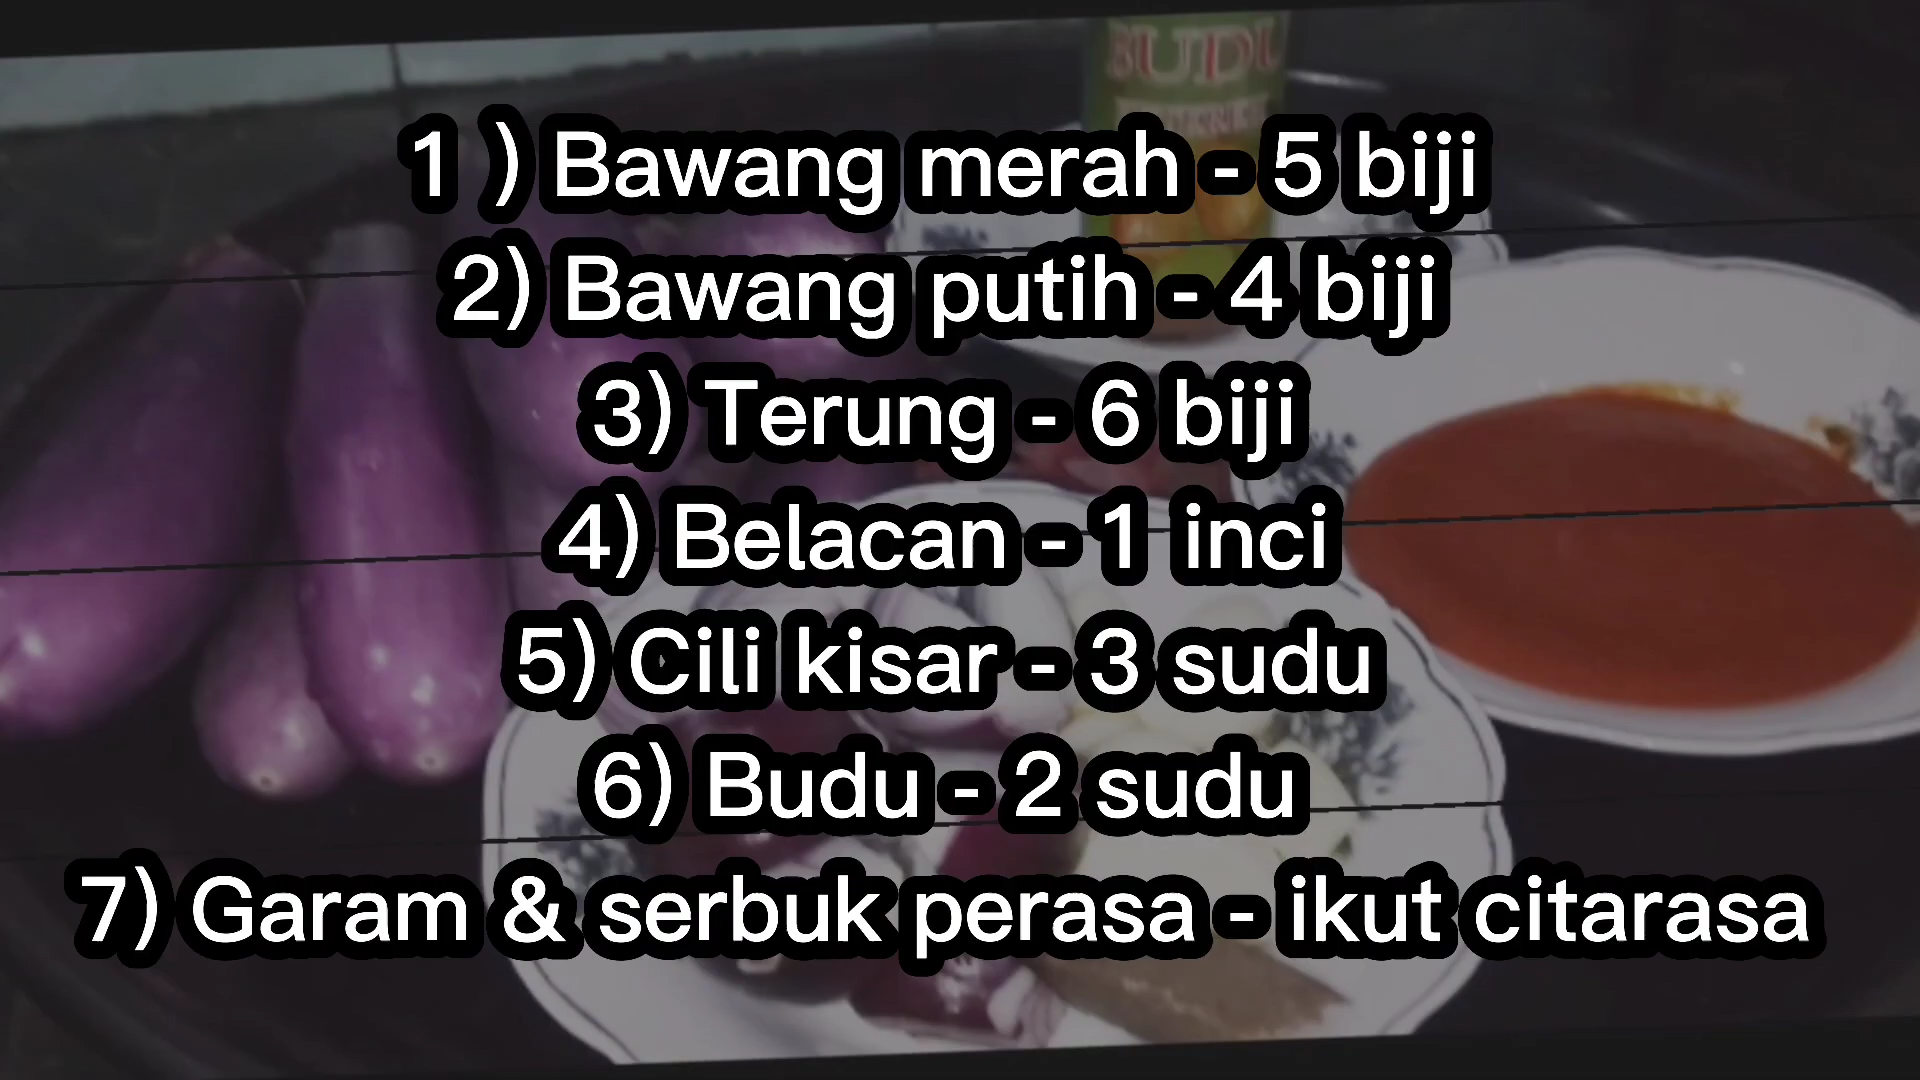 BUDU
1 ) Bawang merah - 5 biji
2) Bawang putih - 4 biji
3) Terung - 6 biji
4) Belacan - 1 inci
5) Cili kisar - 3 sudu
6) Budu - 2 sudu
7) Garam & serbuk perasa - ikut citarasa